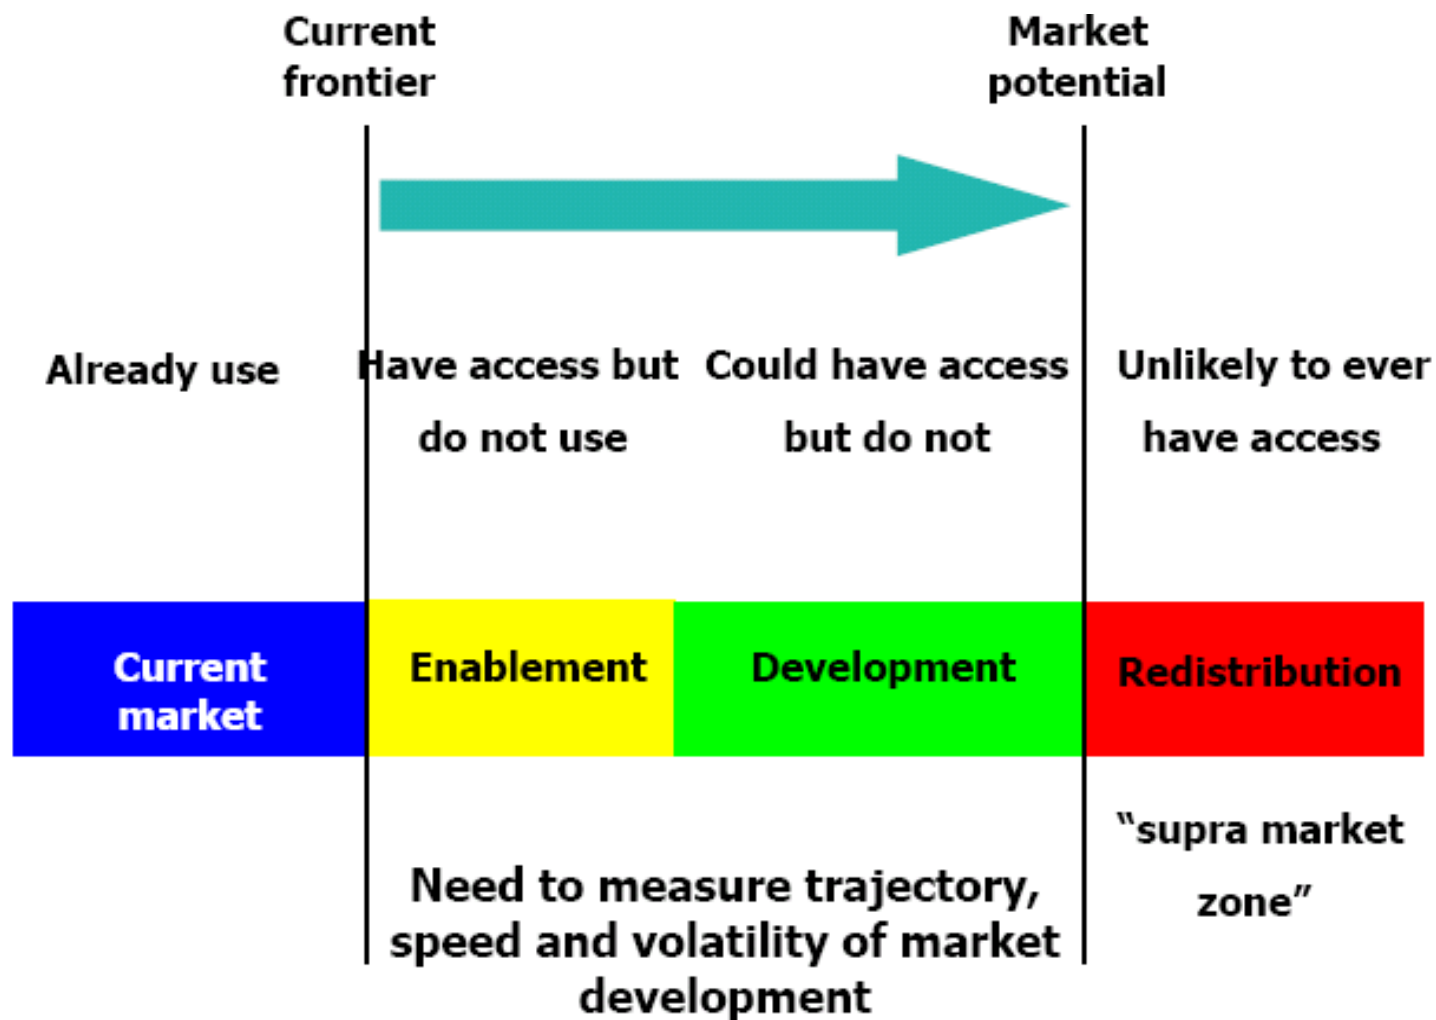 Current
frontier
Market
potential
Already use
Have access but
do not use
Could have access
but do not
Unlikely to ever
have access
Current
market
Enablement
Development
Redistribution
Need to measure trajectory,
speed and volatility of market
development
“supra market
zone”